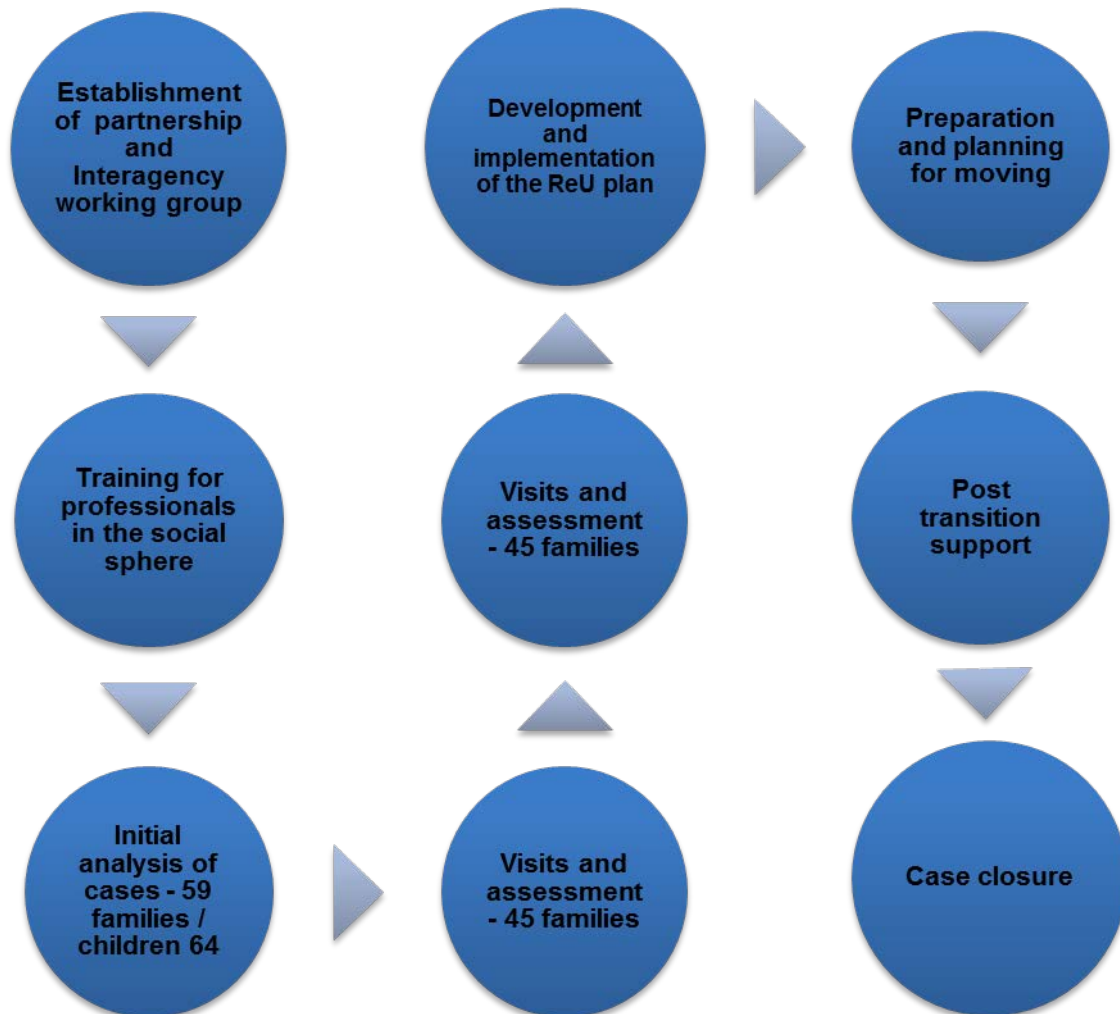 Establishment
of partnership
and
Interagency
working group
Training for
professionals
in the social
sphere
Initial
analysis of
cases - 59
families /
children 64
Visits and
assessment
- 45 families
Visits and
assessment
- 45 families
Development
and
implementation
of the ReU plan
Preparation
and planning
for moving
Post
transition
support
Case closure